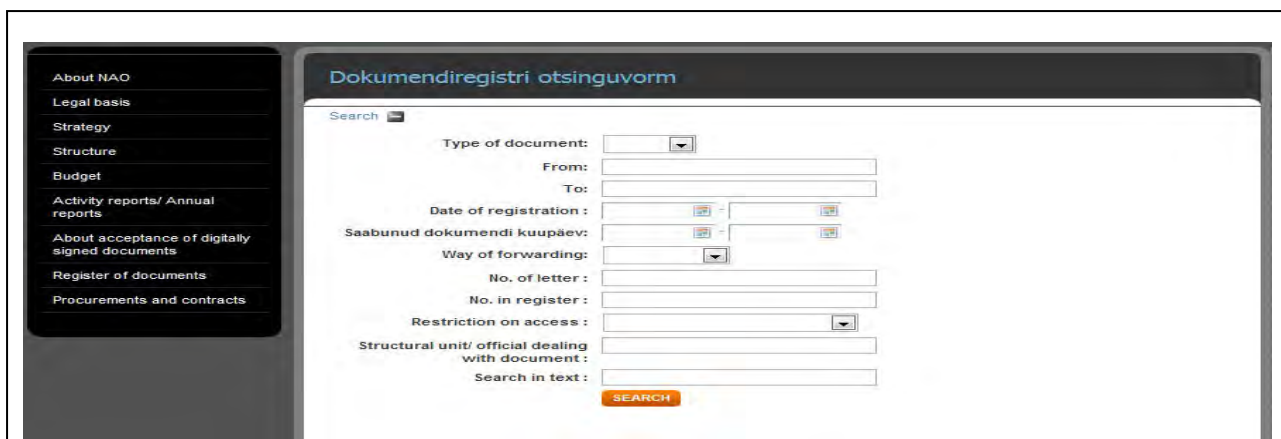 About NAO
Legal basis
Strategy
Structure
Budget
Activity reports/ Annual
reports
About acceptance of digitally
signed documents
Register of documents
Procurements and contracts
Dokumendiregistri otsinguvorm
Search
Type of document:
From:
To:
Date of registration :
-
Saabunud dokumendi kuupäev:
-
Way of forwarding:
No. of letter :
No. in register :
Restriction on access :
Structural unit/ official dealing
with document :
Search in text :
SEARCH